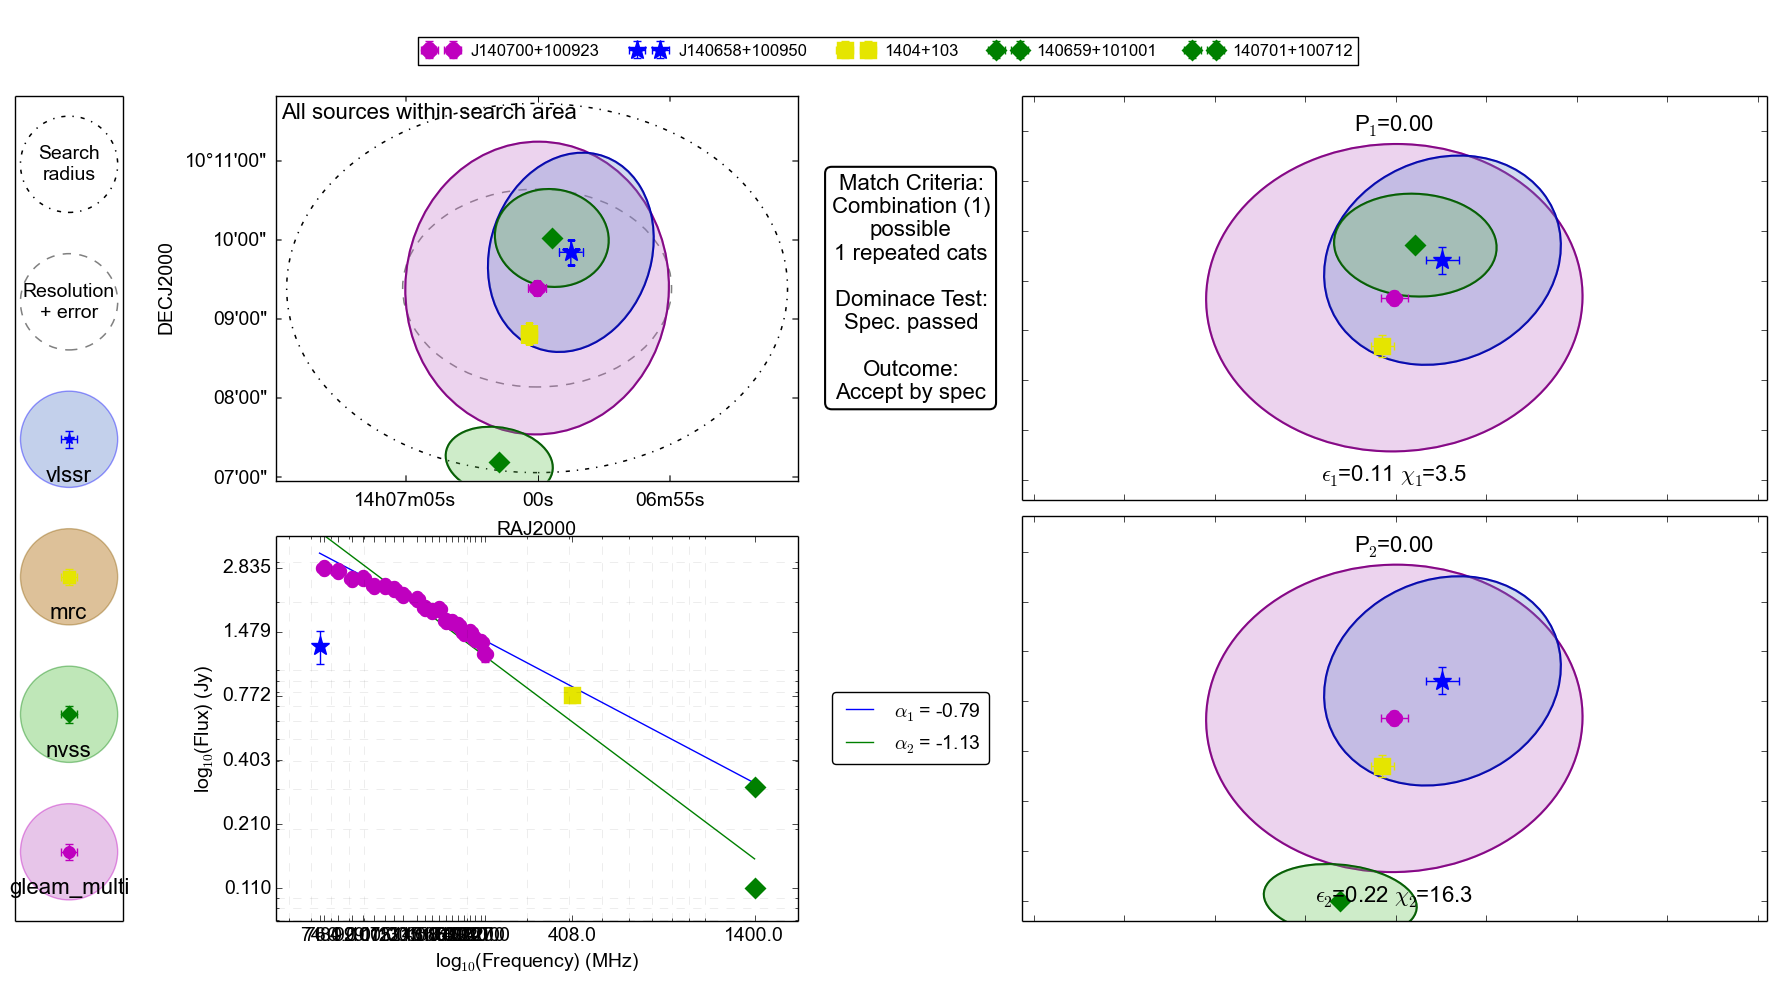 J140700+100923 J140658+100950 1404+103 140659+101001 140701+100712
Search
radius
Resolution
+ error
vlssr
mrc
nvss
gleam_multi
All sources within search area
DECJ2000
10°11'00"
10'00"
09'00"
08'00"
07'00"
14h07m05s 00s 06m55s
RAJ2000
log₁₀(Flux) (Jy)
2.835
1.479
0.772
0.403
0.210
0.110
408.0 1400.0
log₁₀(Frequency) (MHz)
Match Criteria:
Combination (1)
possible
1 repeated cats
Dominace Test:
Spec. passed
Outcome:
Accept by spec
α₁ = -0.79
α₂ = -1.13
P₁=0.00
ϵ₁=0.11 χ₁=3.5
P₂=0.00
ϵ₂=0.22 χ₂=16.3